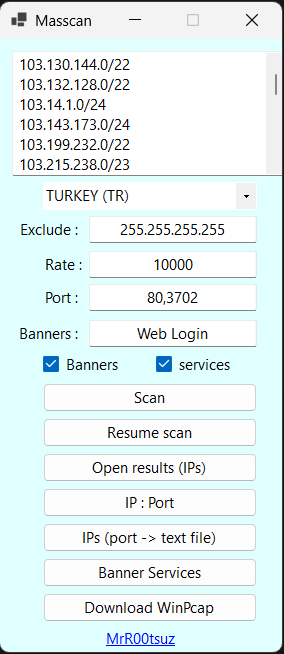 Masscan
103.130.144.0/22
103.132.128.0/22
103.14.1.0/24
103.143.173.0/24
103.199.232.0/22
103.215.238.0/23
TURKEY (TR)
Exclude : 255.255.255.255
Rate : 10000
Port : 80,3702
Banners : Web Login
Banners services
Scan
Resume scan
Open results (IPs)
IP : Port
IPs (port -> text file)
Banner Services
Download WinPcap
MrR00tsuz